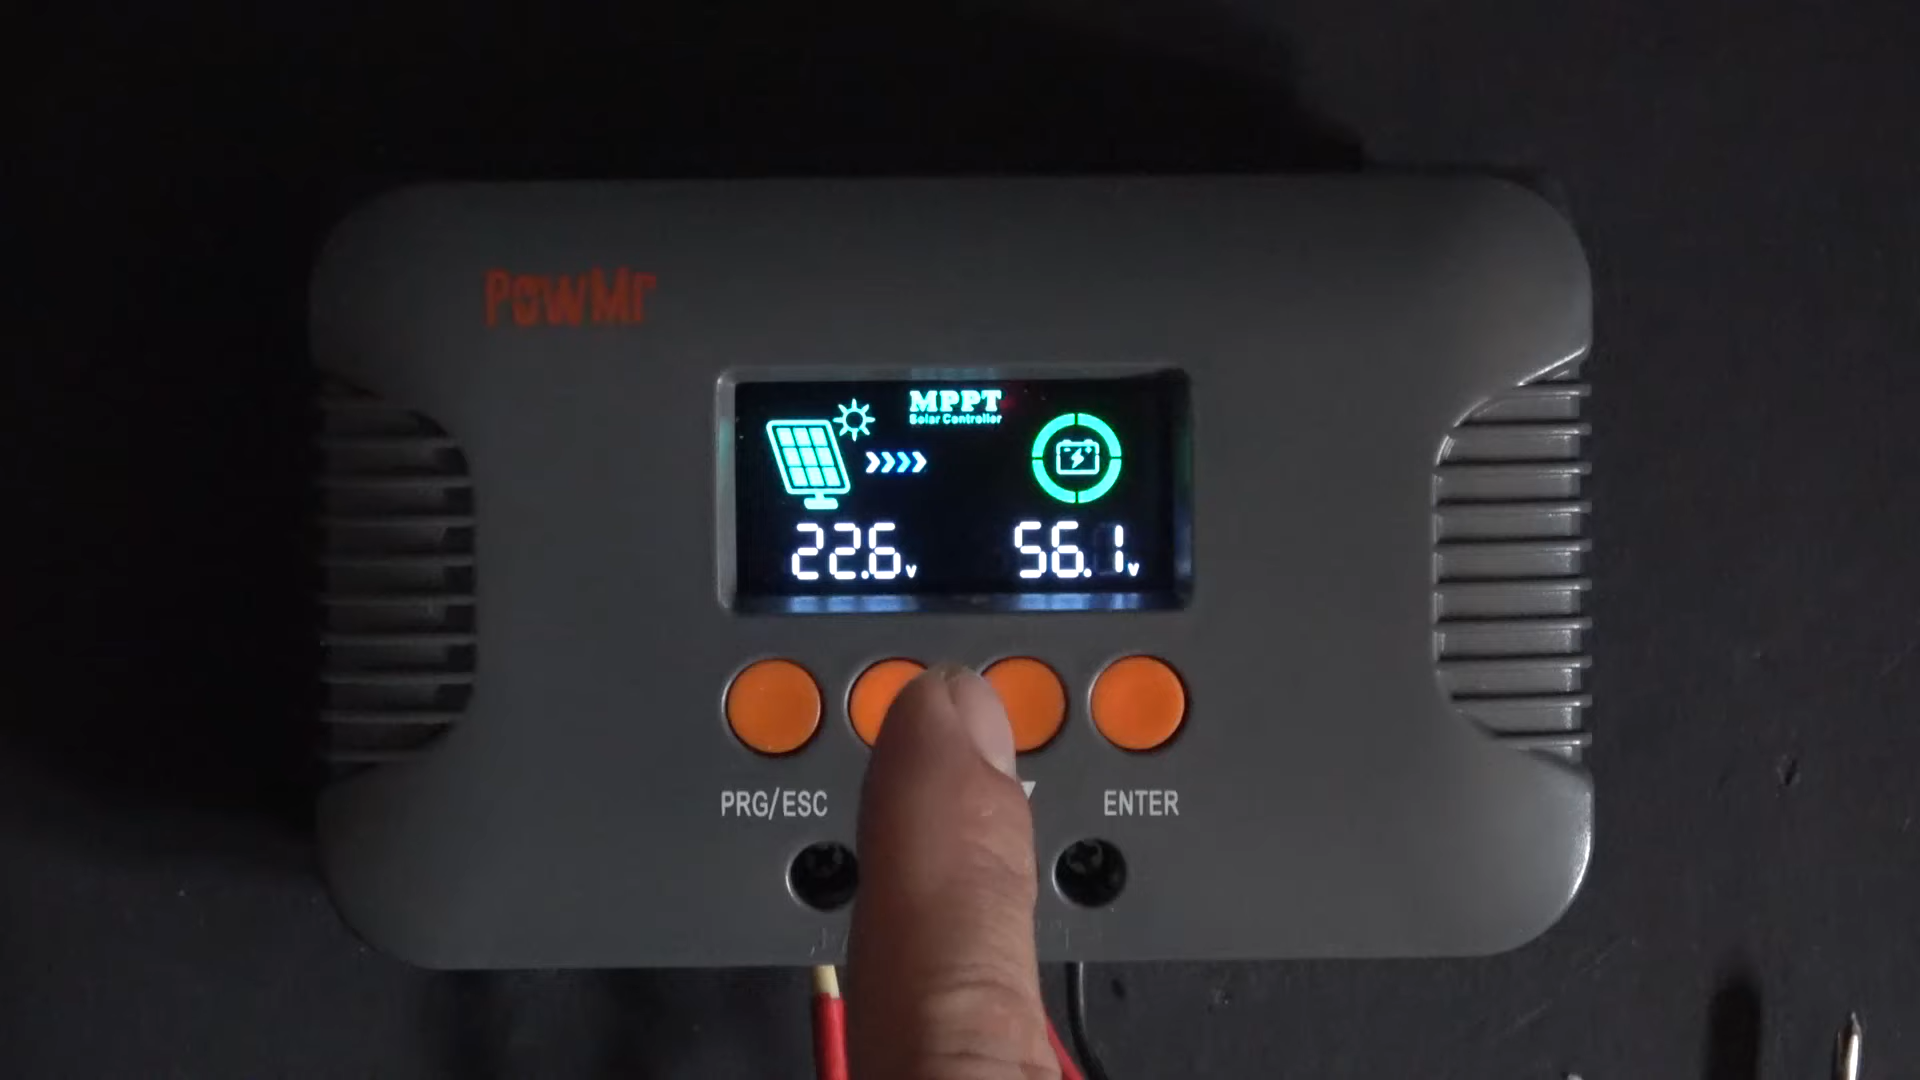 PowMr
MPPT
Solar Controller
22.6v
56.1v
PRG/ESC
ENTER